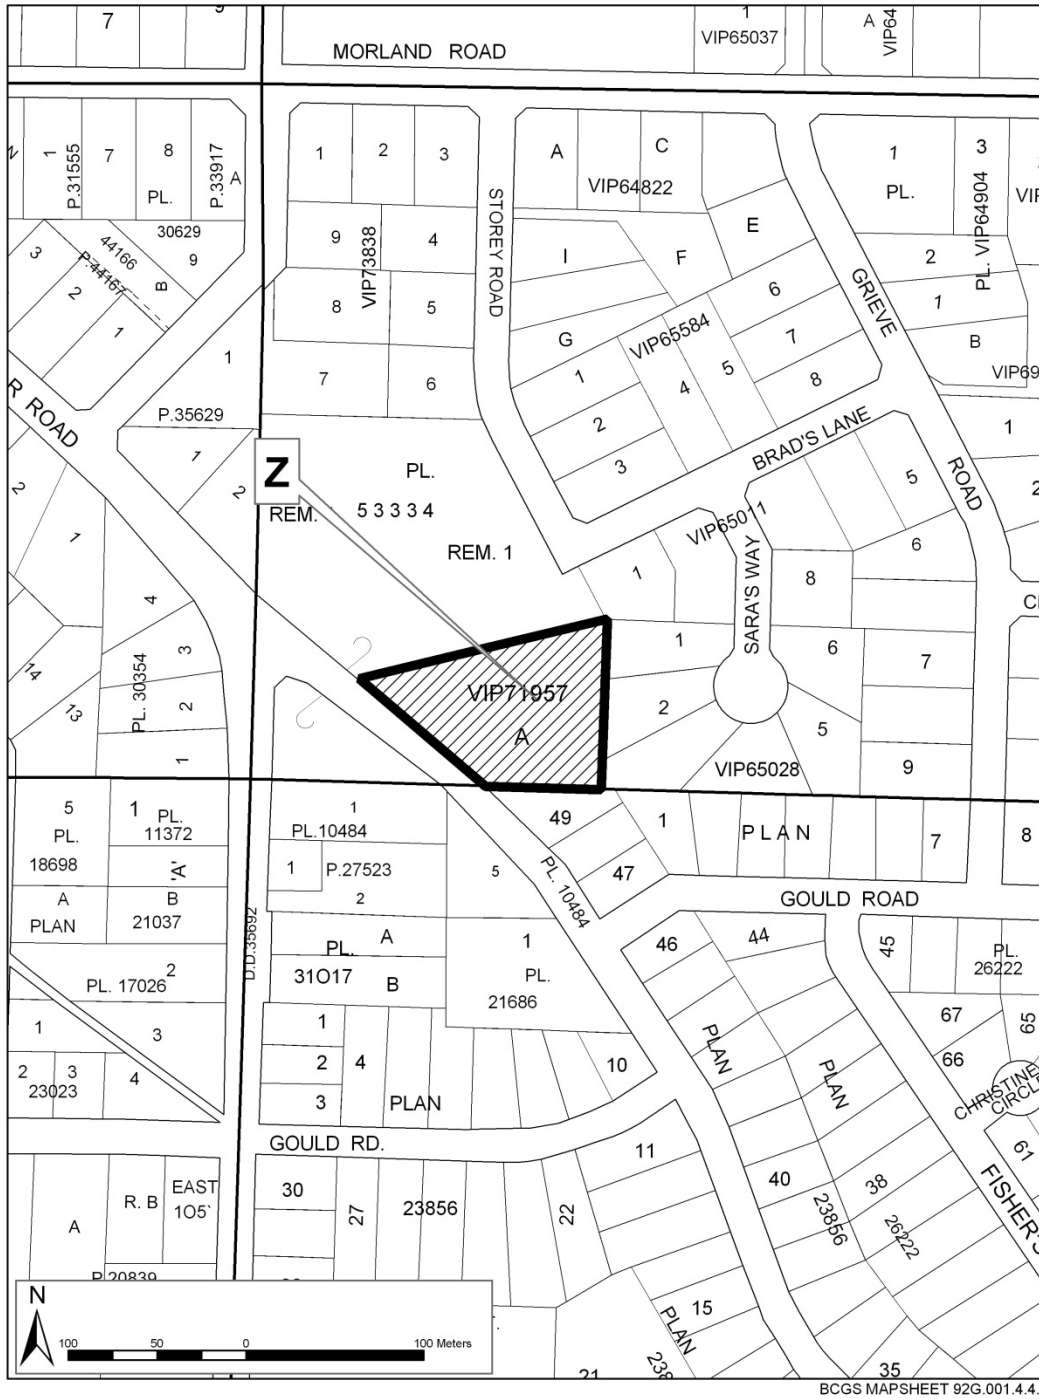 7
9
1
VIP65037
A
VIP64
MORLAND ROAD
1
P.31555
7
8
PL.
P.33917
A
30629
44166
P.44167
B
9
3
2
1
1
2
3
9
VIP73838
4
8
5
7
6
1
P.35629
1
2
STOREY ROAD
A
C
VIP64822
E
I
F
G
VIP65584
6
7
8
1
2
3
4
5
GRIEVE
ROAD
1
PL.
3
PL. VIP64904
VIP
2
1
B
VIP69
1
2
BRAD'S LANE
5
6
R ROAD
Z
PL.
REM.
53334
REM. 1
VIP65011
1
SARA'S WAY
8
2
1
4
3
2
1
14
13
PL. 30354
VIP71957
A
1
2
6
5
7
9
VIP65028
5
PL.
18698
1
PL.
11372
'A'
A
PLAN
B
21037
2
PL. 17026
1
3
2
3
4
23023
1
PL.10484
1
P.27523
2
5
PL. 10484
D.D.35692
PL.
A
31017
B
1
PL.
21686
49
47
1
PLAN
7
8
GOULD ROAD
46
44
45
PL.
26222
67
66
65
CHRISTINE
CIRCLE
61
FISHER'S
1
2
3
4
PLAN
10
PLAN
PLAN
GOULD RD.
11
30
27
23856
22
40
38
23856
26222
15
PLAN
35
A
R. B
EAST
105`
P.20839
N
100
50
0
100 Meters
BCGS MAPSHEET 92G.001.4.4.